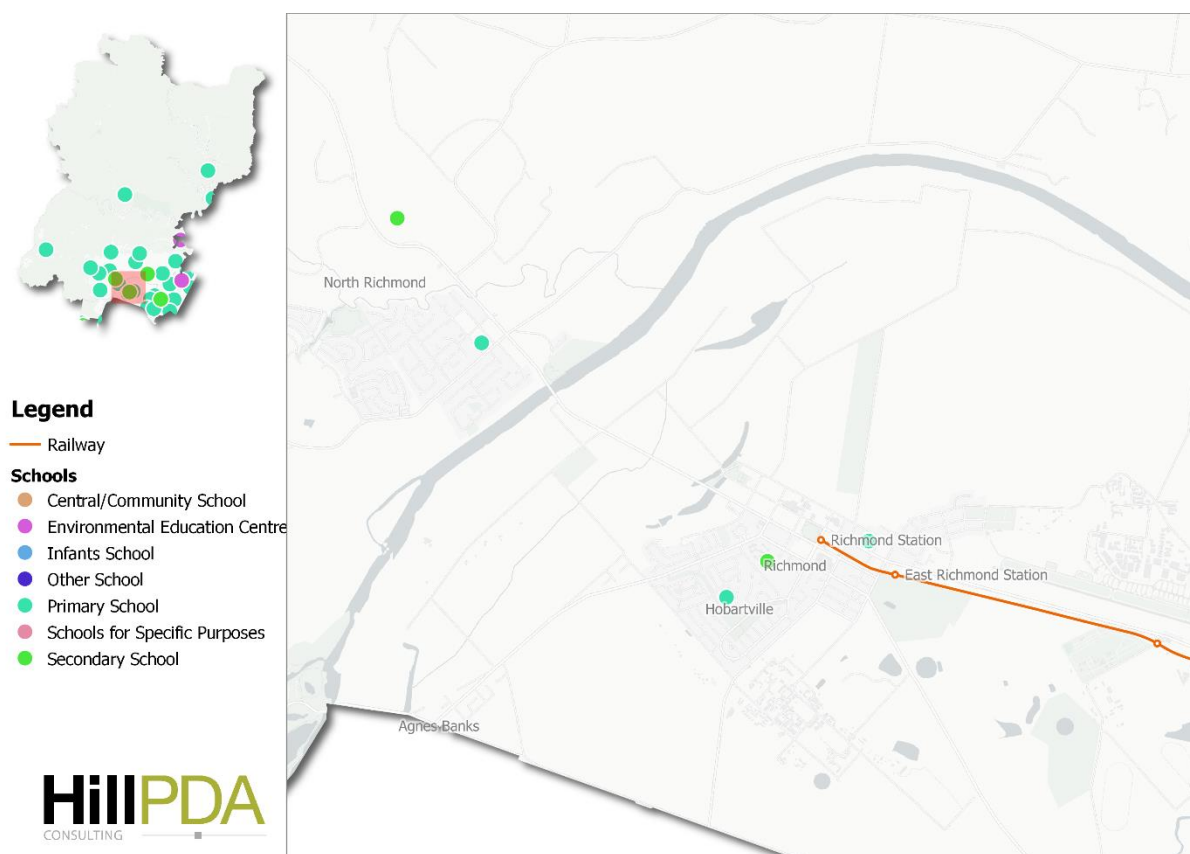 Legend
Railway
Schools
Central/Community School
Environmental Education Centre
Infants School
Other School
Primary School
Schools for Specific Purposes
Secondary School
HillPDA
CONSULTING
North Richmond
Richmond Station
Richmond
East Richmond Station
Hobartville
Agnes Banks